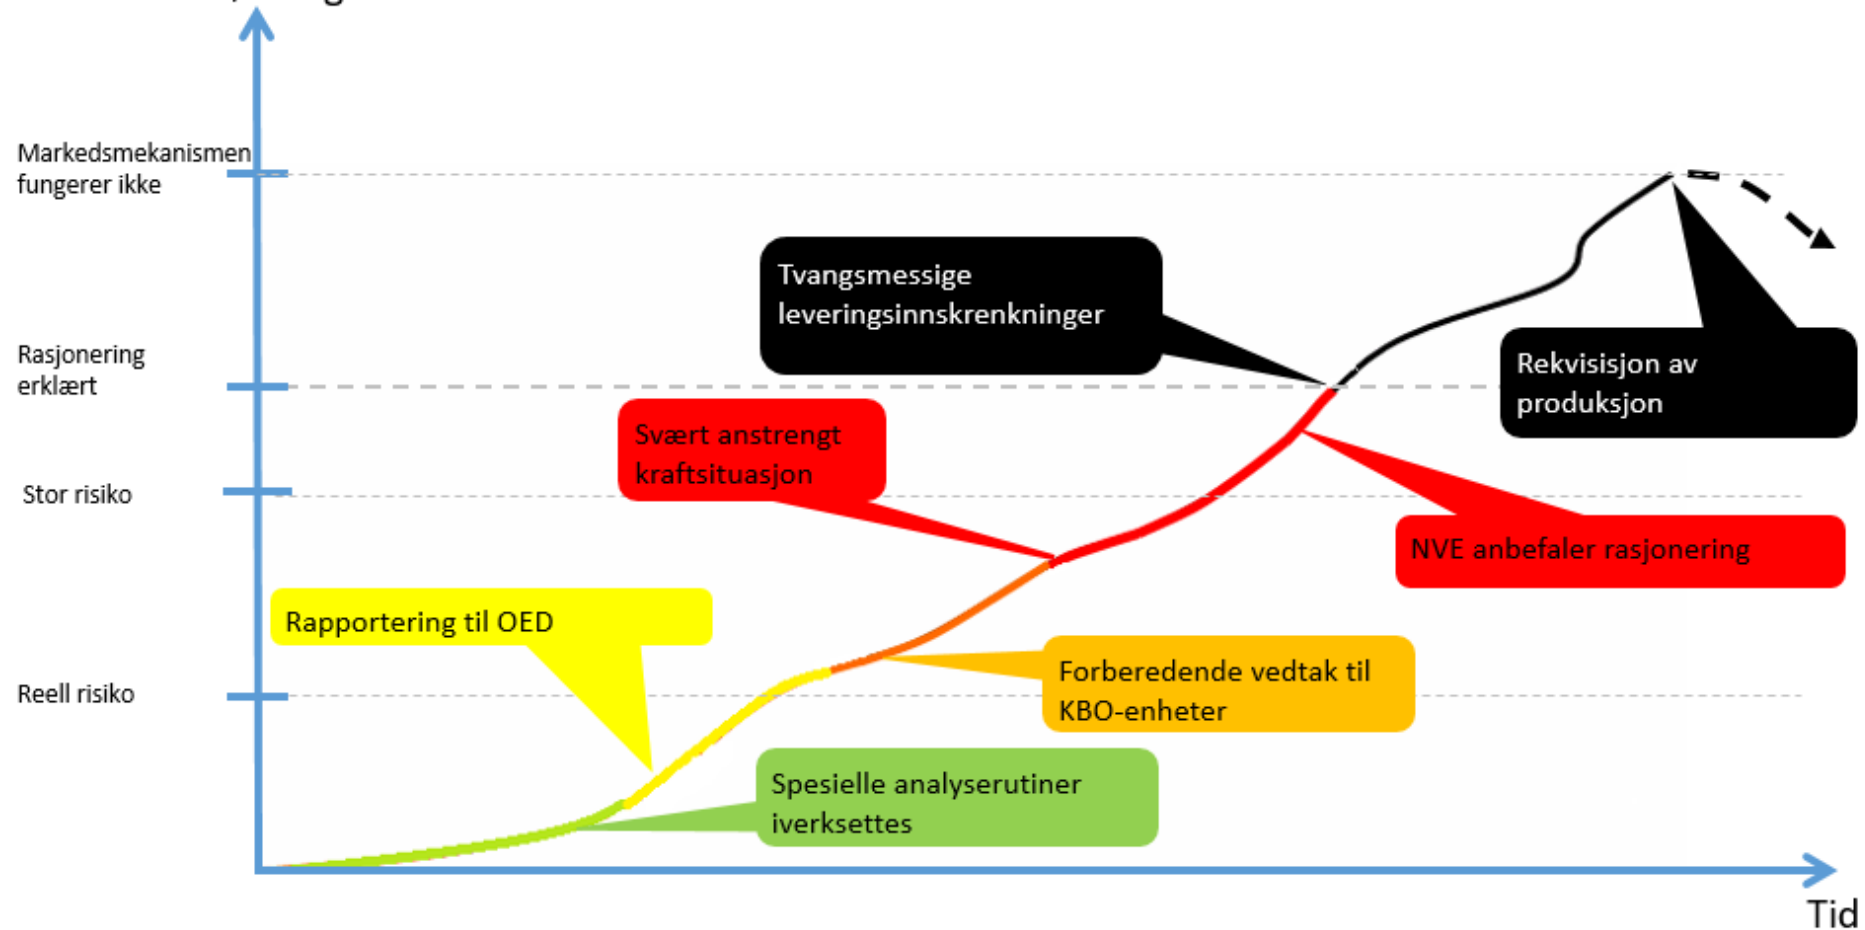 Markedsmekanismen
fungerer ikke
Tvangsmessige
leveringsinnskrenkninger
Rasjonering
erklært
Rekvisisjon av
produksjon
Svært anstrengt
kraftsituasjon
Stor risiko
NVE anbefaler rasjonering
Rapportering til OED
Forberedende vedtak til
KBO-enheter
Reell risiko
Spesielle analyserutiner
iverksettes
Tid